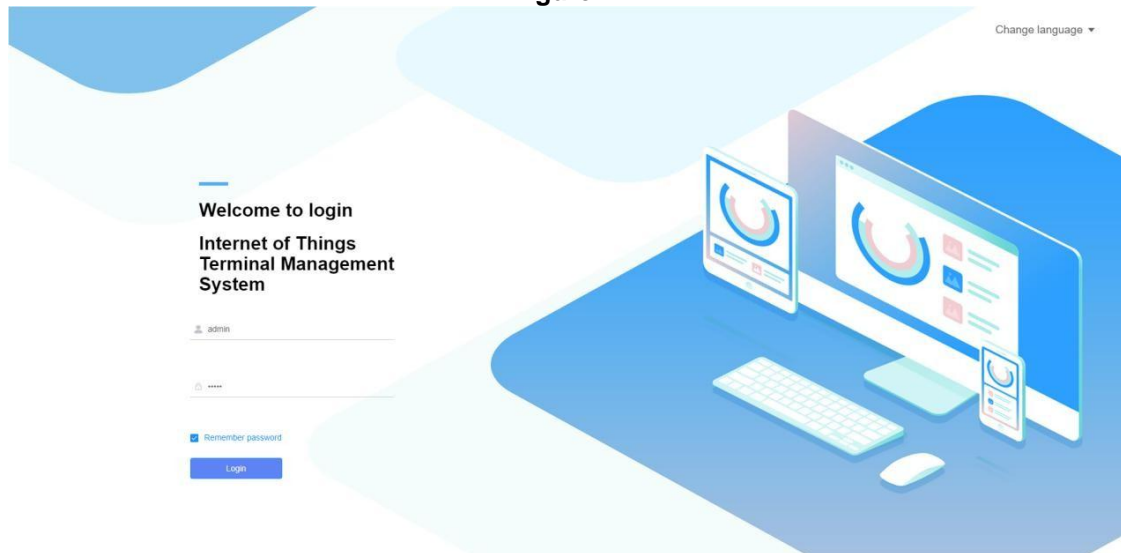 Change language
Welcome to login
Internet of Things
Terminal Management
System
admin
•••••
Remember password
Login